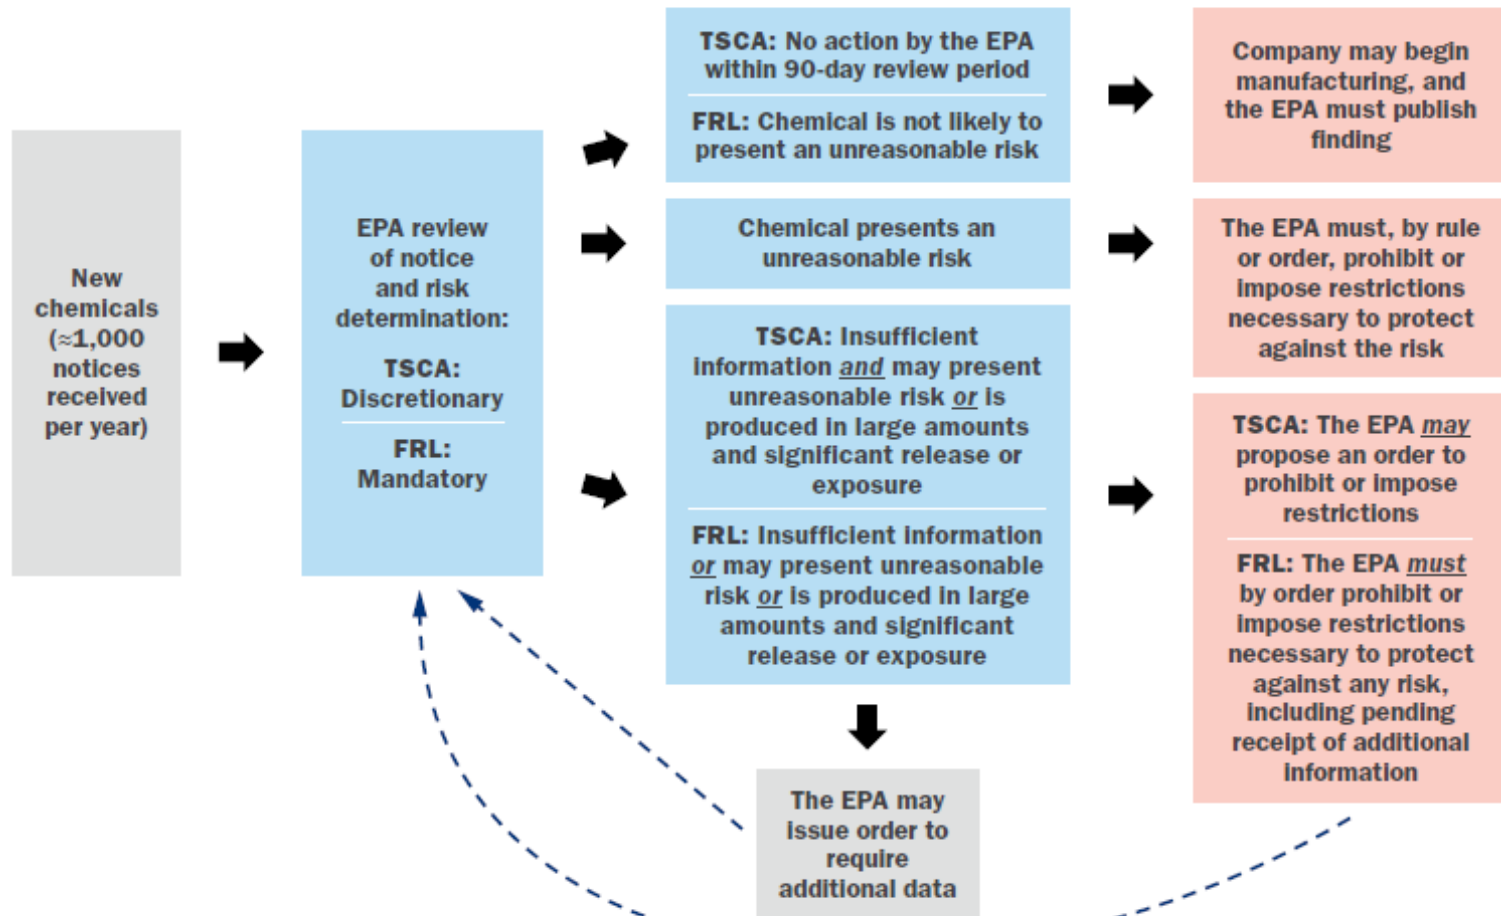 New
chemicals
(≈1,000
notices
received
per year)
EPA review
of notice
and risk
determination:
TSCA:
Discretionary
FRL:
Mandatory
TSCA: No action by the EPA
within 90-day review period
FRL: Chemical is not likely to
present an unreasonable risk
Company may begin
manufacturing, and
the EPA must publish
finding
Chemical presents an
unreasonable risk
The EPA must, by rule
or order, prohibit or
impose restrictions
necessary to protect
against the risk
TSCA: Insufficient
information and may present
unreasonable risk or is
produced in large amounts
and significant release or
exposure
FRL: Insufficient information
or may present unreasonable
risk or is produced in large
amounts and significant
release or exposure
TSCA: The EPA may
propose an order to
prohibit or impose
restrictions
FRL: The EPA must
by order prohibit or
impose restrictions
necessary to protect
against any risk,
including pending
receipt of additional
information
The EPA may
issue order to
require
additional data